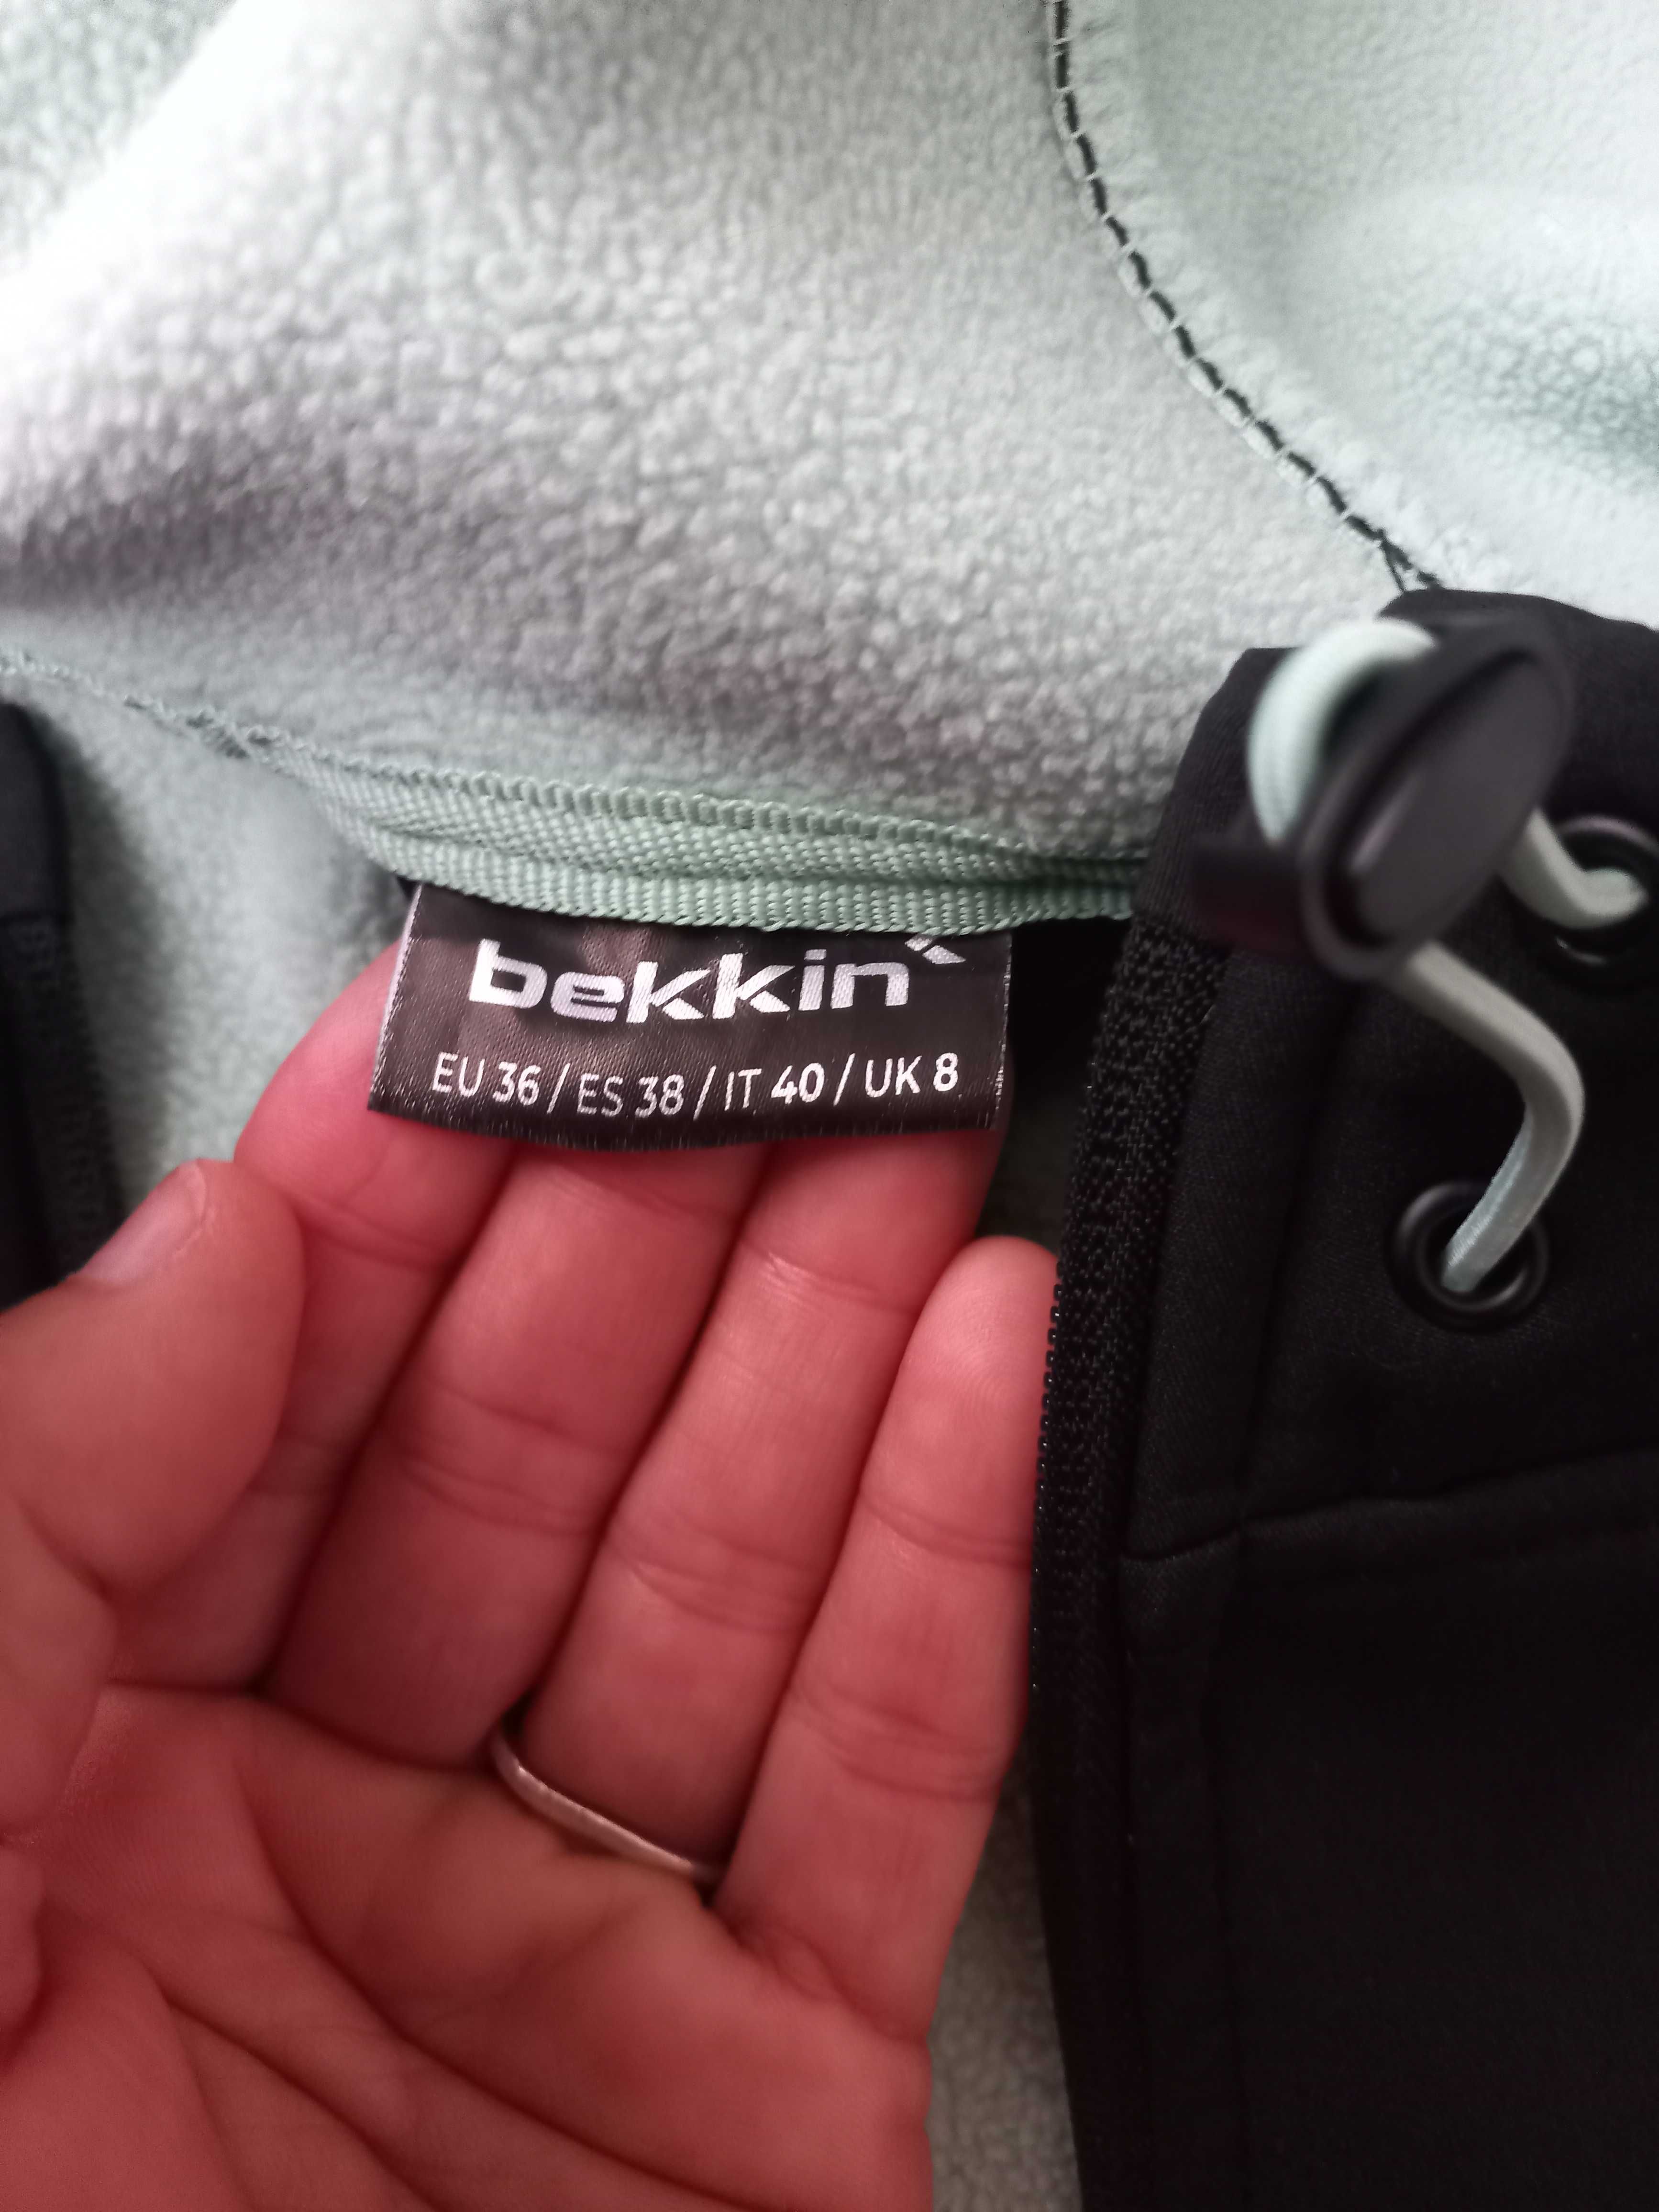 bekkin
EU 36 / ES 38 / IT 40 / UK 8